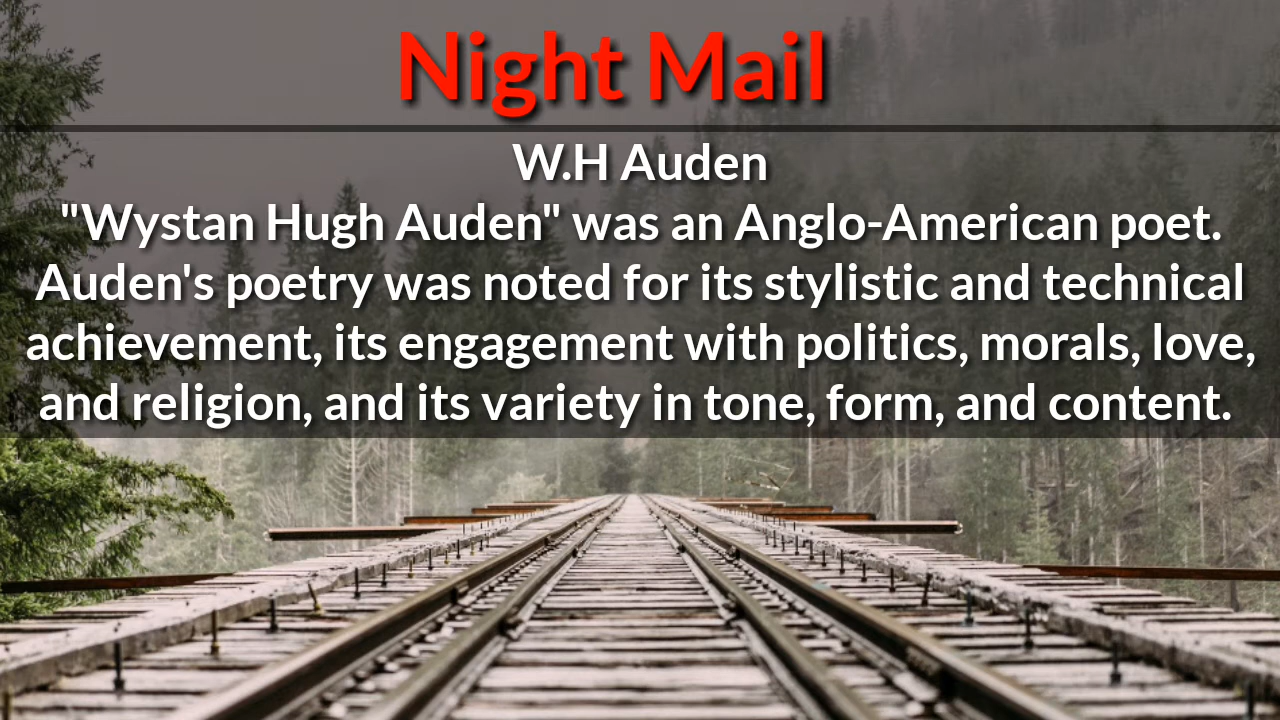 Night Mail
W.H Auden
"Wystan Hugh Auden" was an Anglo-American poet.
Auden's poetry was noted for its stylistic and technical
achievement, its engagement with politics, morals, love,
and religion, and its variety in tone, form, and content.